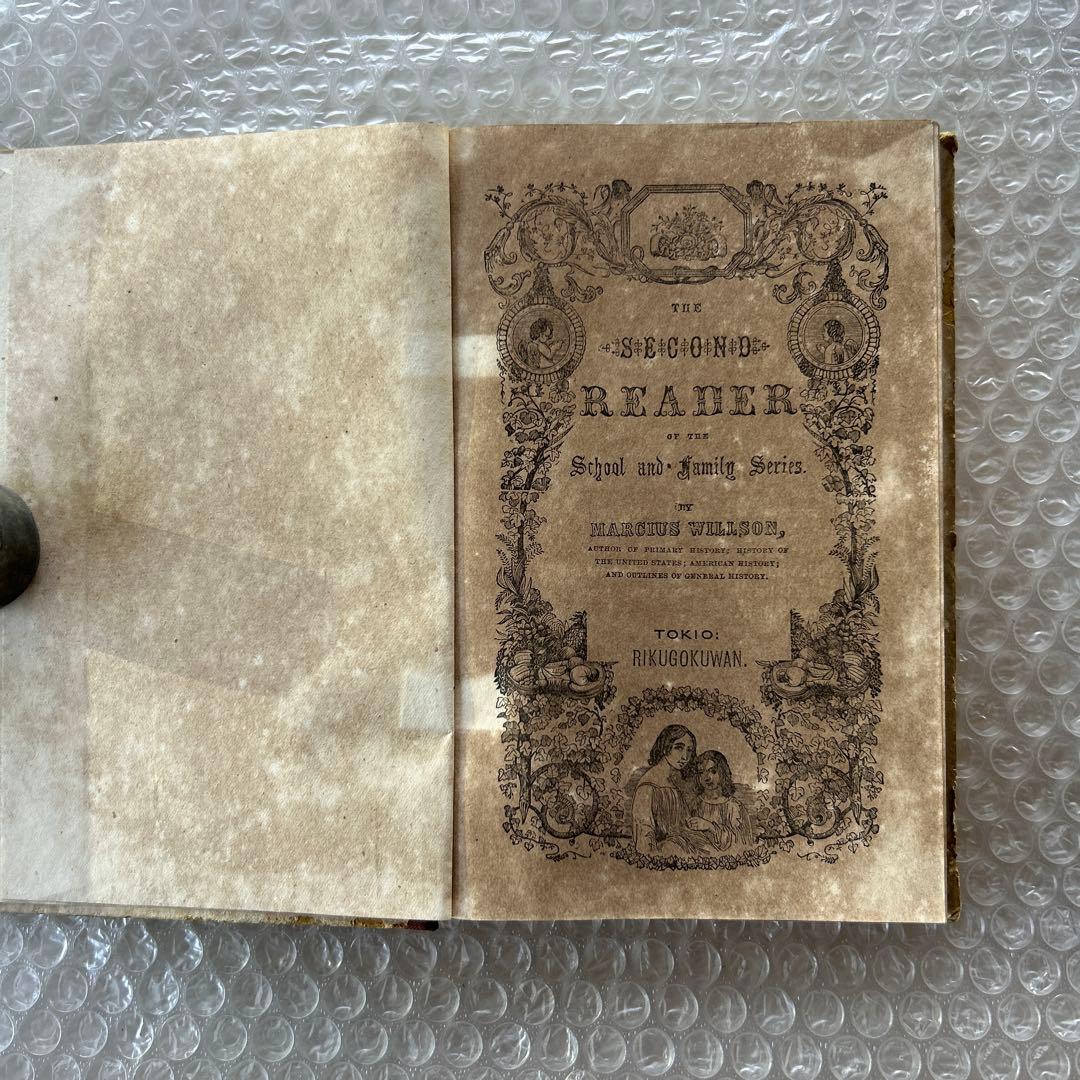 THE
SECOND
READER
OF THE
School and Family Series.
BY
MARCIUS WILLSON,
AUTHOR OF PRIMARY HISTORY; HISTORY OF
THE UNITED STATES; AMERICAN HISTORY;
AND OUTLINES OF GENERAL HISTORY.
TOKIO:
RIKUGOKUWAN.